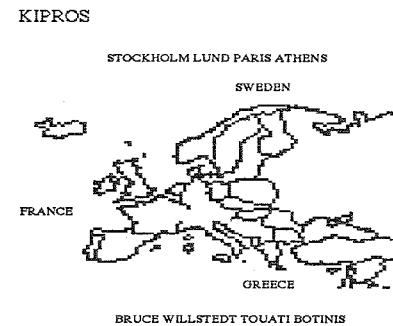 KIPROS
STOCKHOLM LUND PARIS ATHENS
SWEDEN
FRANCE
GREECE
BRUCE WILLSTEDT TOUATI BOTINIS